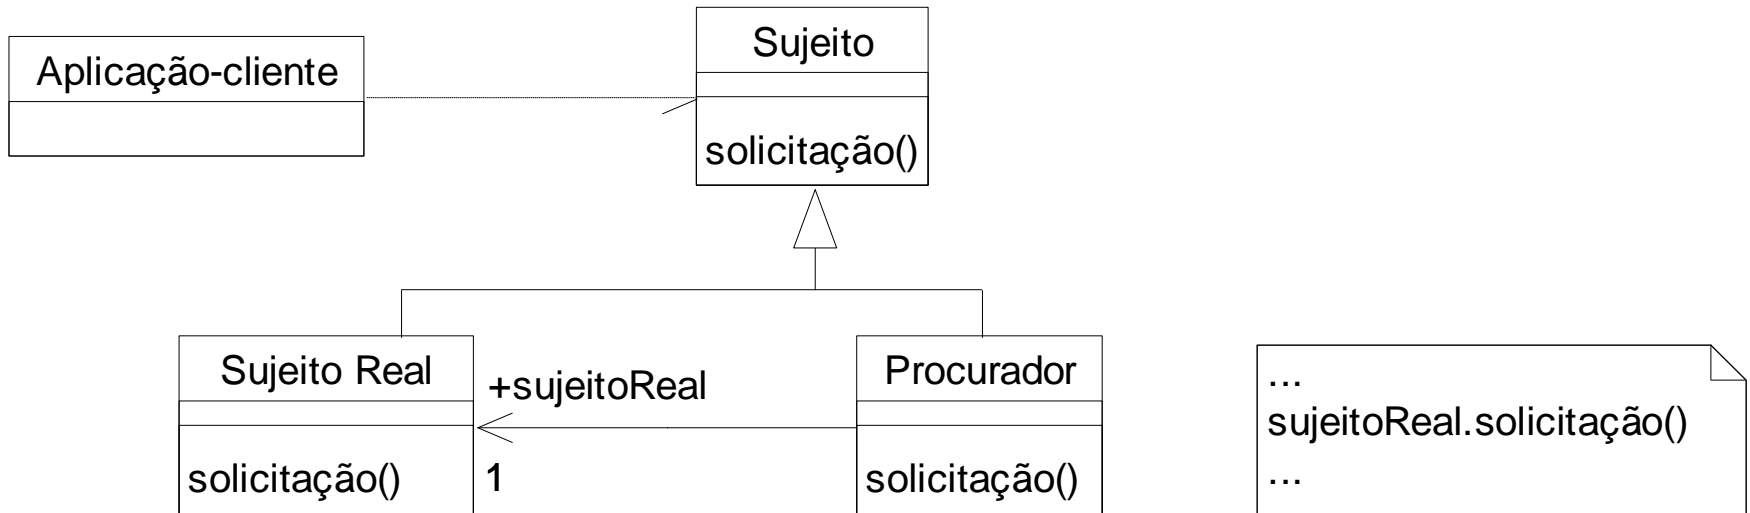 Aplicação-cliente
Sujeito
solicitação()
Sujeito Real
solicitação()
+sujeitoReal
1
Procurador
solicitação()
...
sujeitoReal.solicitação()
...